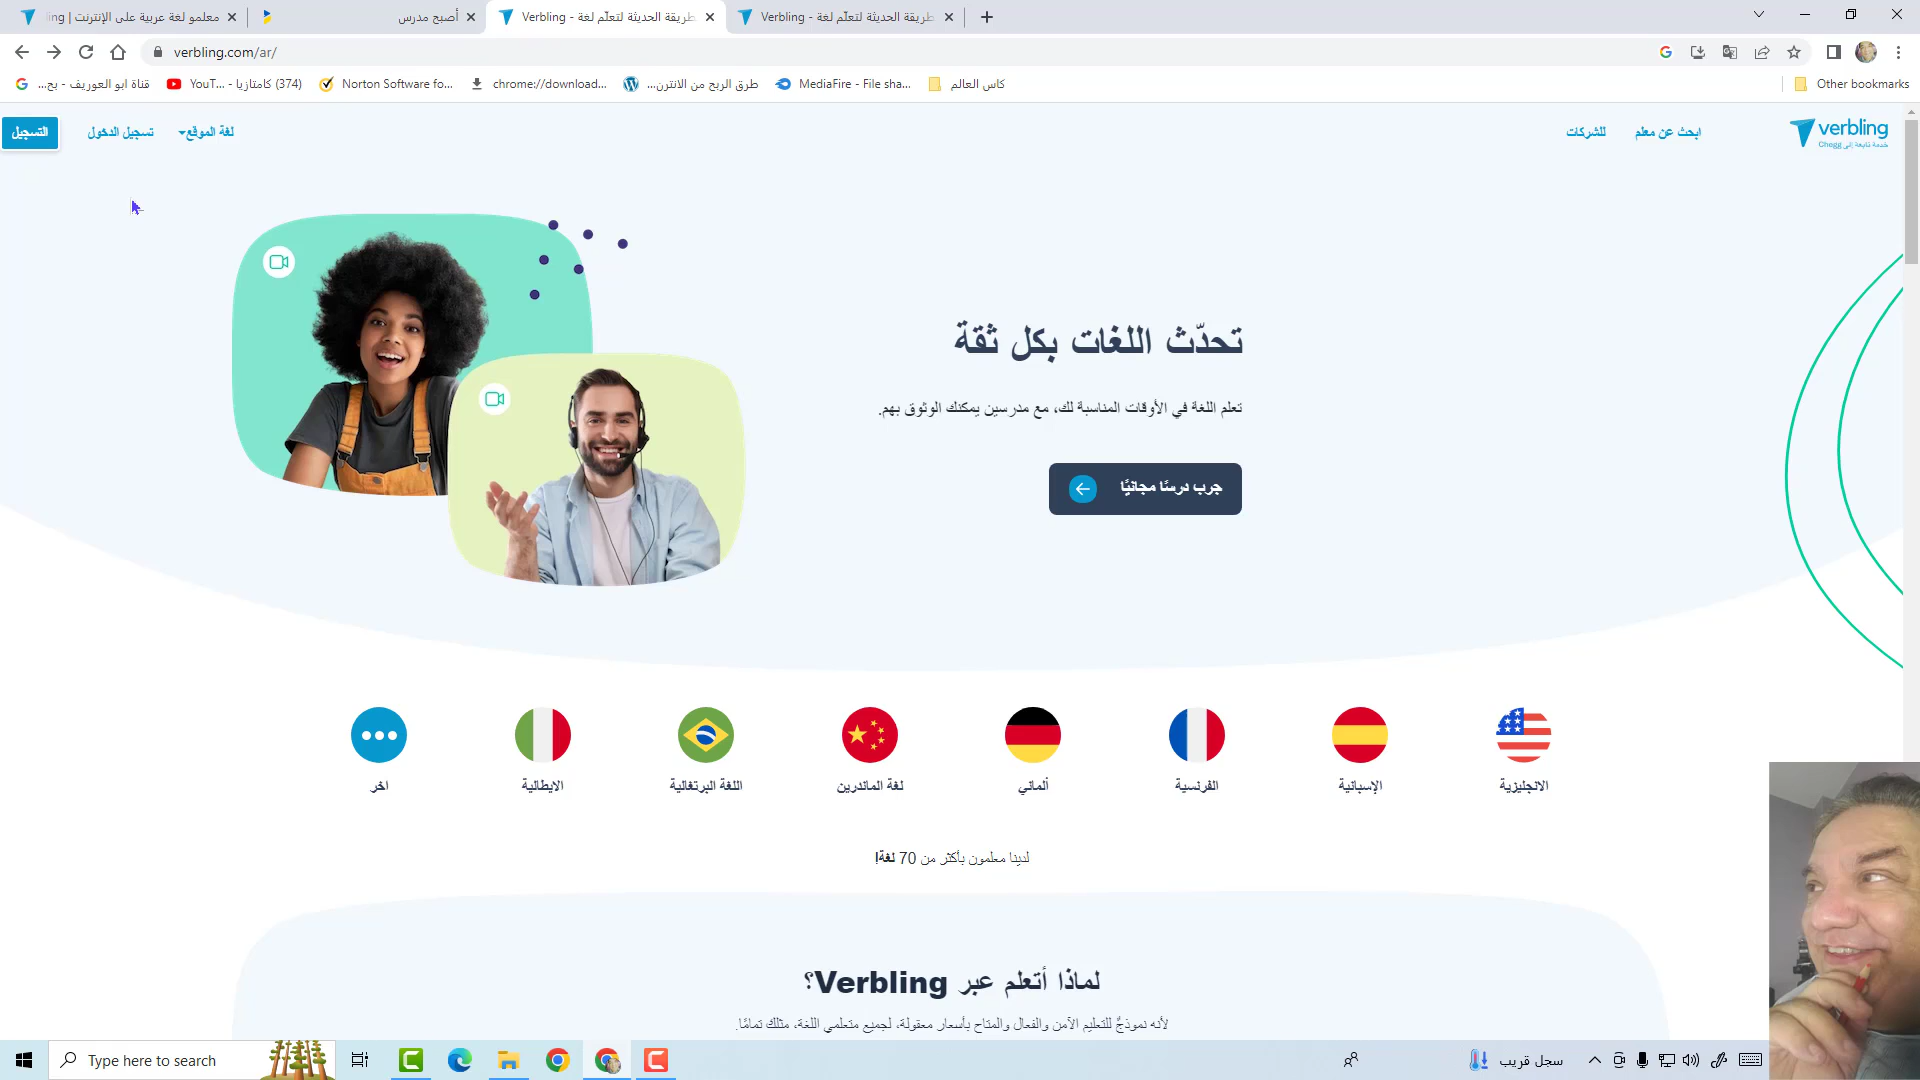 ling | معلمو لغة عربية على الإنترنت
أصبح مدرس
Verbling - طريقة الحديثة لتعلّم لغة
Verbling - طريقة الحديثة لتعلّم لغة
verbling.com/ar/
قناة ابو العوريف - بح...
(374) كامتازيا - YouT...
Norton Software fo...
chrome://download...
طرق الربح من الانترن...
MediaFire - File sha...
كاس العالم
Other bookmarks
verbling
خدمة تابعة إلى Chegg
ابحث عن معلم
للشركات
لغة الموقع
تسجيل الدخول
التسجيل
تحدّث اللغات بكل ثقة
تعلم اللغة في الأوقات المناسبة لك، مع مدرسين يمكنك الوثوق بهم.
جرب درسًا مجانيًا
الانجليزية
الإسبانية
الفرنسية
ألماني
لغة الماندرين
اللغة البرتغالية
الايطالية
اخر
لدينا معلمون بأكثر من 70 لغة!
لماذا أتعلم عبر Verbling؟
لأنه نموذجٌ للتعليم الآمن والفعال والمتاح بأسعار معقولة، لجميع متعلمي اللغة، مثلك تمامًا.
Type here to search
سجل قريب